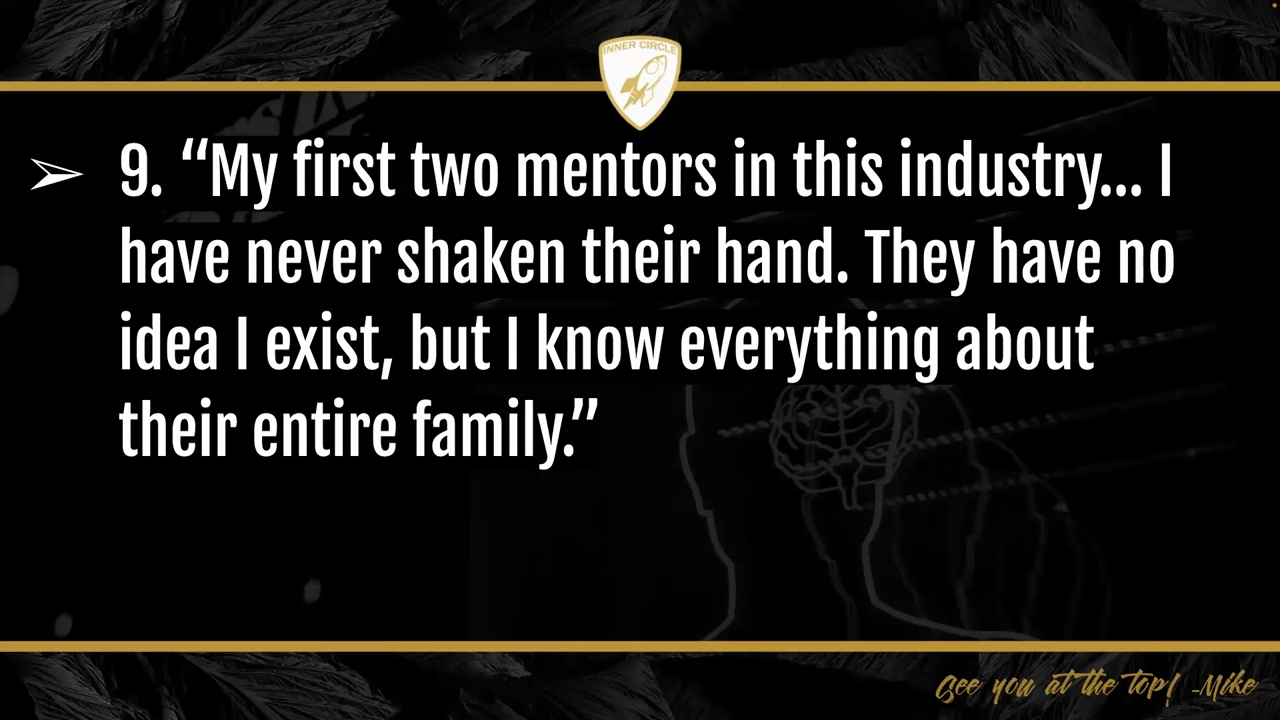 INNER CIRCLE
➢ 9. “My first two mentors in this industry... I
have never shaken their hand. They have no
idea I exist, but I know everything about
their entire family.”
See you at the top! -Mike